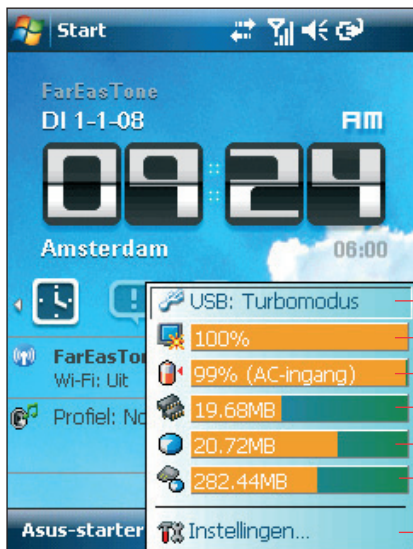 Start
FarEasTone
DI 1-1-08
AM
09:24
Amsterdam
06:00
USB: Turbomodus
100%
FarEasTo
99% (AC-ingang)
Wi-Fi: Uit
19.68MB
Profiel: No
20.72MB
282.44MB
Asus-starter
Instellingen...